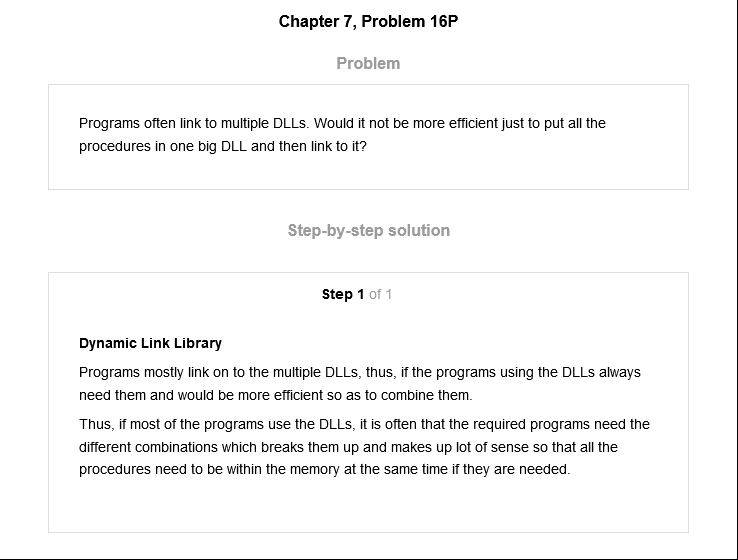 Chapter 7, Problem 16P
Problem
Programs often link to multiple DLLs. Would it not be more efficient just to put all the
procedures in one big DLL and then link to it?
Step-by-step solution
Step 1 of 1
Dynamic Link Library
Programs mostly link on to the multiple DLLs, thus, if the programs using the DLLs always
need them and would be more efficient so as to combine them.
Thus, if most of the programs use the DLLs, it is often that the required programs need the
different combinations which breaks them up and makes up lot of sense so that all the
procedures need to be within the memory at the same time if they are needed.